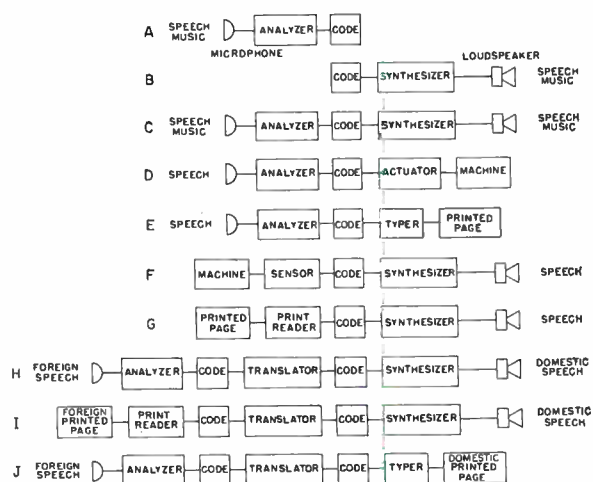 A SPEECH MUSIC ANALYZER CODE
MICROPHONE
LOUDSPEAKER
B CODE SYNTHESIZER SPEECH MUSIC
C SPEECH MUSIC ANALYZER CODE SYNTHESIZER SPEECH MUSIC
D SPEECH ANALYZER CODE ACTUATOR MACHINE
E SPEECH ANALYZER CODE TYPER PRINTED PAGE
F MACHINE SENSOR CODE SYNTHESIZER SPEECH
G PRINTED PAGE PRINT READER CODE SYNTHESIZER SPEECH
H FOREIGN SPEECH ANALYZER CODE TRANSLATOR CODE SYNTHESIZER DOMESTIC SPEECH
I FOREIGN PRINTED PAGE PRINT READER CODE TRANSLATOR CODE SYNTHESIZER DOMESTIC SPEECH
J FOREIGN SPEECH ANALYZER CODE TRANSLATOR CODE TYPER DOMESTIC PRINTED PAGE